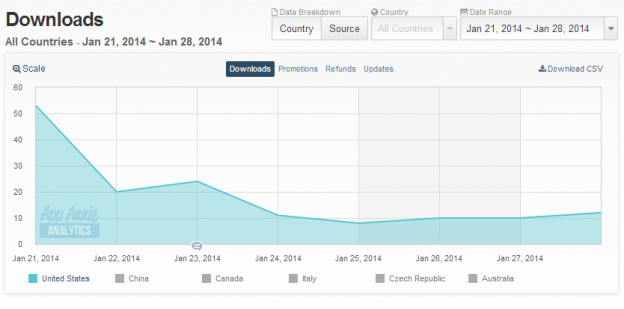 Downloads
All Countries - Jan 21, 2014 ~ Jan 28, 2014
Data Breakdown
Country
Source
Country
All Countries
Date Range
Jan 21, 2014 ~ Jan 28, 2014
Scale
Downloads
Promotions
Refunds
Updates
Download CSV
60
50
40
30
20
10
0
App Annie
ANALYTICS
Jan 21, 2014
Jan 22, 2014
Jan 23, 2014
Jan 24, 2014
Jan 25, 2014
Jan 26, 2014
Jan 27, 2014
United States
China
Canada
Italy
Czech Republic
Australia